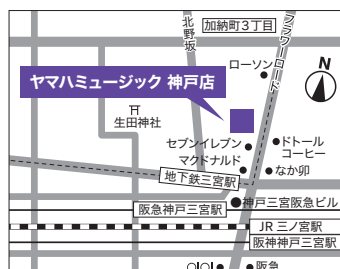 加納町3丁目
北野坂
フラワーロード
ローソン
N
ヤマハミュージック 神戸店
生田神社
セブンイレブン
ドトール
コーヒー
マクドナルド
なか卯
地下鉄三宮駅
神戸三宮阪急ビル
阪急神戸三宮駅
JR 三ノ宮駅
阪神神戸三宮駅
OIOI
阪急